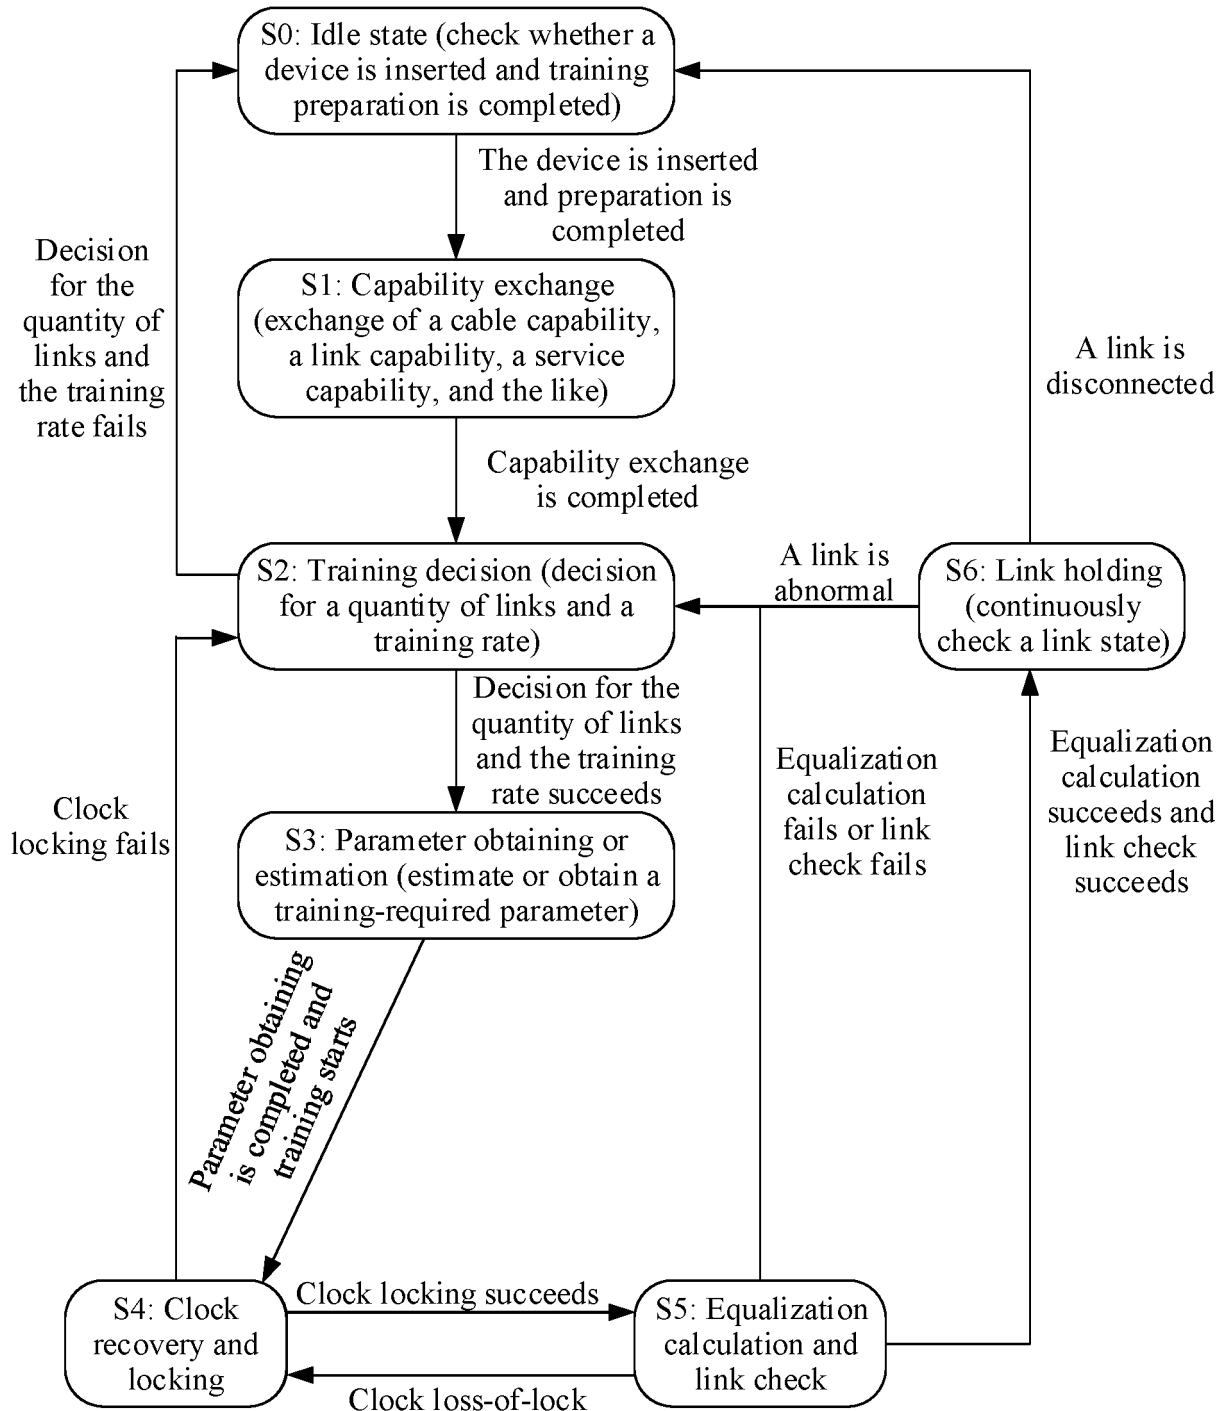 S0: Idle state (check whether a
device is inserted and training
preparation is completed)
The device is inserted
and preparation is
completed
Decision
for the
quantity of
links and
the training
rate fails
S1: Capability exchange
(exchange of a cable capability,
a link capability, a service
capability, and the like)
A link is
disconnected
Capability exchange
is completed
S2: Training decision (decision
for a quantity of links and a
training rate)
A link is
abnormal
S6: Link holding
(continuously
check a link state)
Decision for the
quantity of links
and the training
rate succeeds
Clock
locking fails
Equalization
calculation
fails or link
check fails
Equalization
calculation
succeeds and
link check
succeeds
S3: Parameter obtaining or
estimation (estimate or obtain a
training-required parameter)
Parameter obtaining
is completed and
training starts
S4: Clock
recovery and
locking
Clock locking succeeds
Clock loss-of-lock
S5: Equalization
calculation and
link check